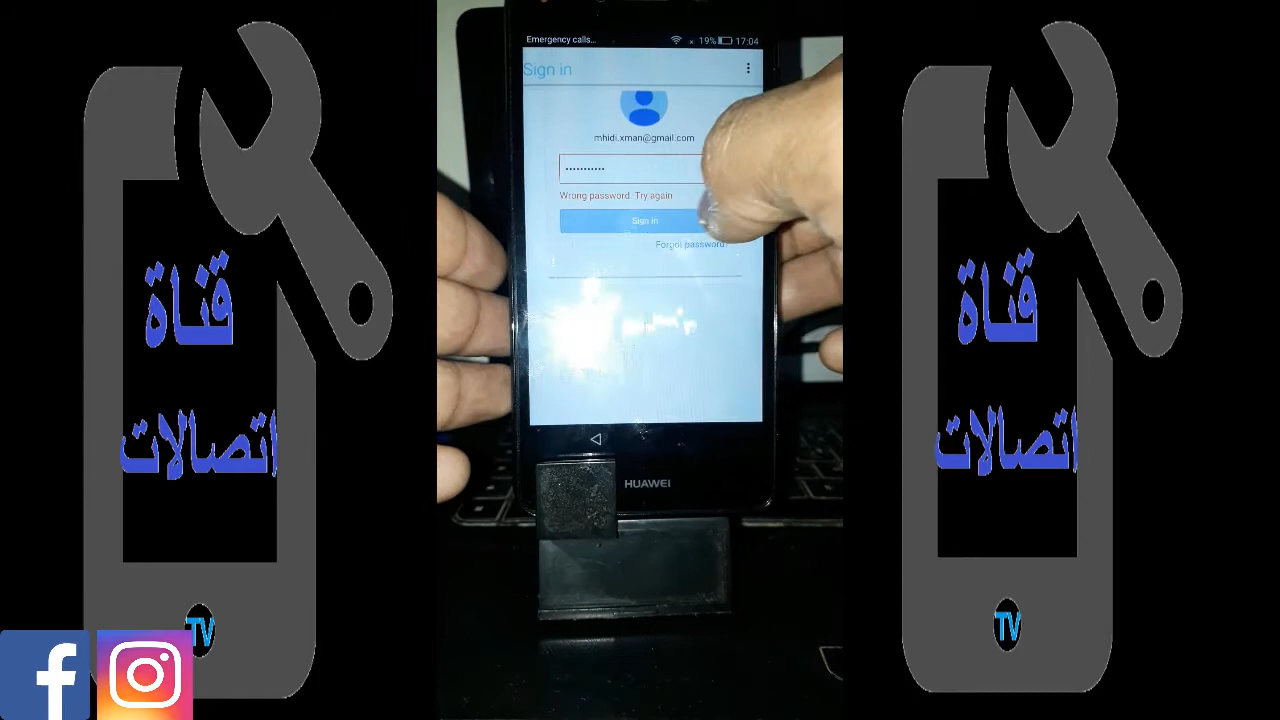 Emergency calls...
19% 17:04
Sign in
mhidi.xman@gmail.com
Wrong password. Try again
Sign in
Forgot password?
HUAWEI
قناة
اتصالات
TV
قناة
اتصالات
TV